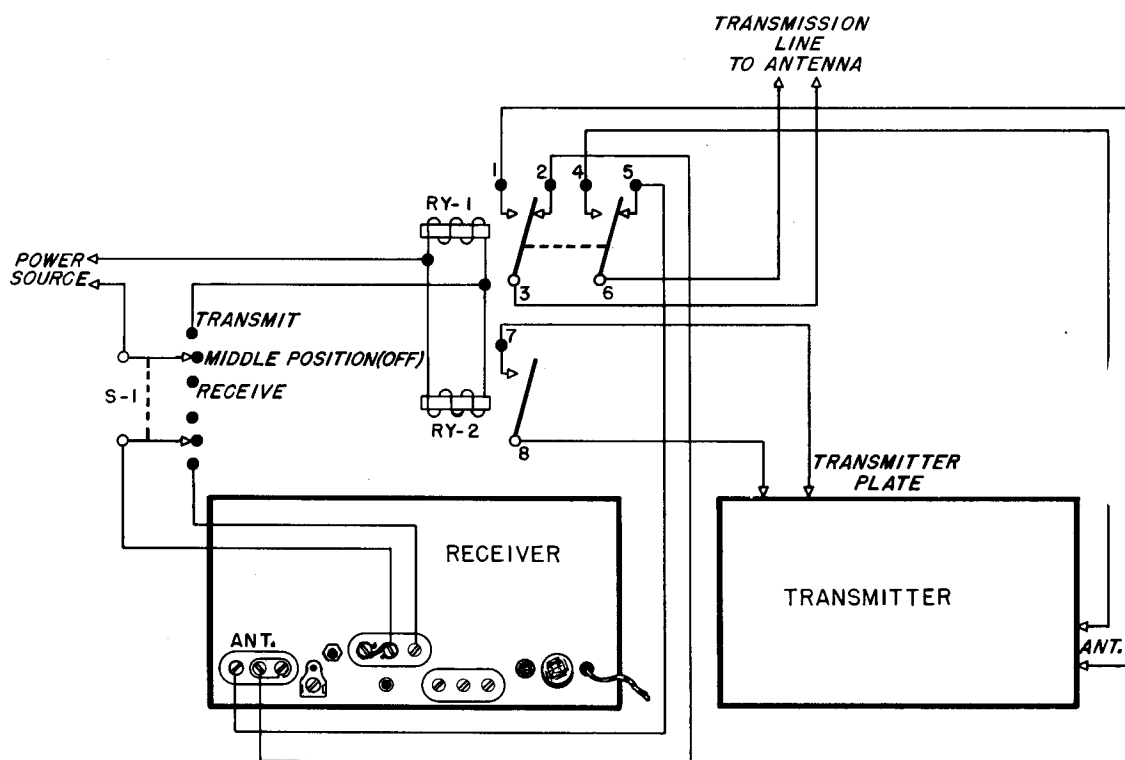 TRANSMISSION
LINE
TO ANTENNA
1
2
4
5
RY-1
POWER
SOURCE
3
6
TRANSMIT
7
MIDDLE POSITION(OFF)
S-1
RECEIVE
RY-2
8
TRANSMITTER
PLATE
RECEIVER
TRANSMITTER
ANT.
ANT.